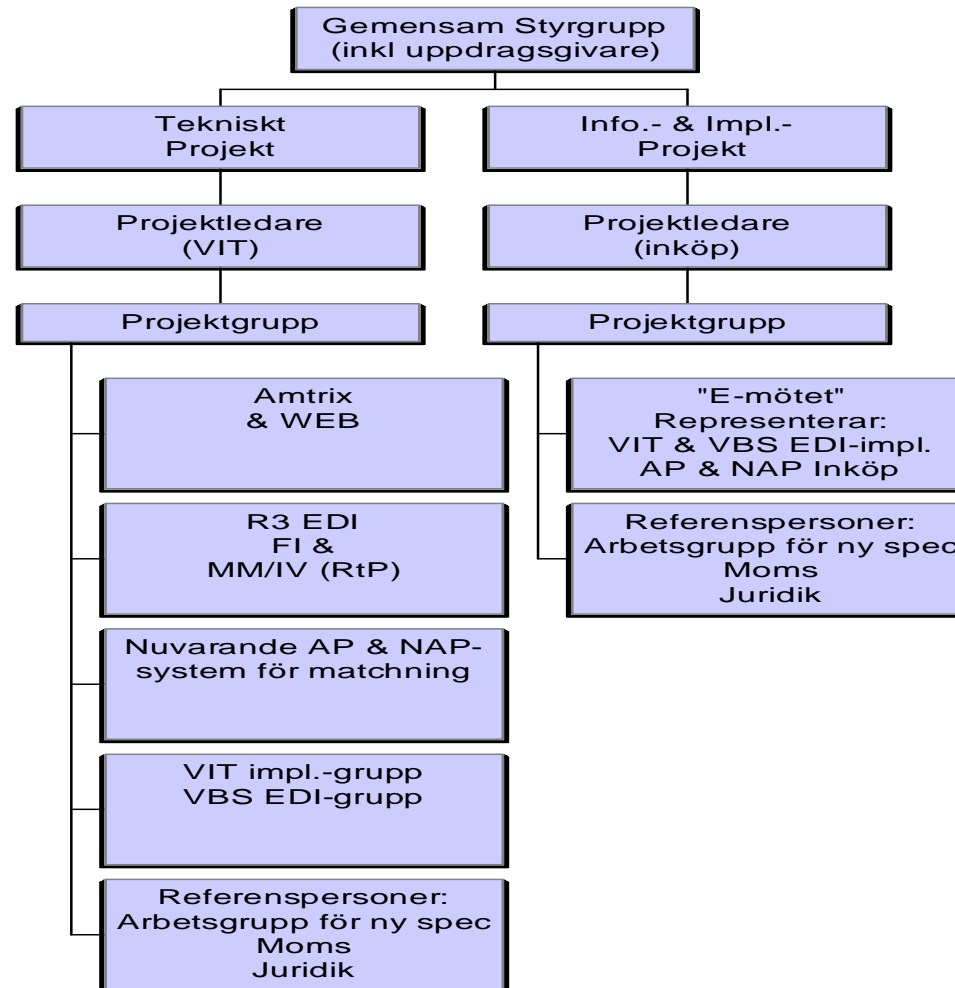 Gemensam Styrgrupp
(inkl uppdragsgivare)
Tekniskt
Projekt
Info.- & Impl.-
Projekt
Projektledare
(VIT)
Projektledare
(inköp)
Projektgrupp
Projektgrupp
Amtrix
& WEB
R3 EDI
FI &
MM/IV (RtP)
Nuvarande AP & NAP-
system för matchning
VIT impl.-grupp
VBS EDI-grupp
Referenspersoner:
Arbetsgrupp för ny spec
Moms
Juridik
"E-mötet"
Representerar:
VIT & VBS EDI-impl.
AP & NAP Inköp
Referenspersoner:
Arbetsgrupp för ny spec
Moms
Juridik